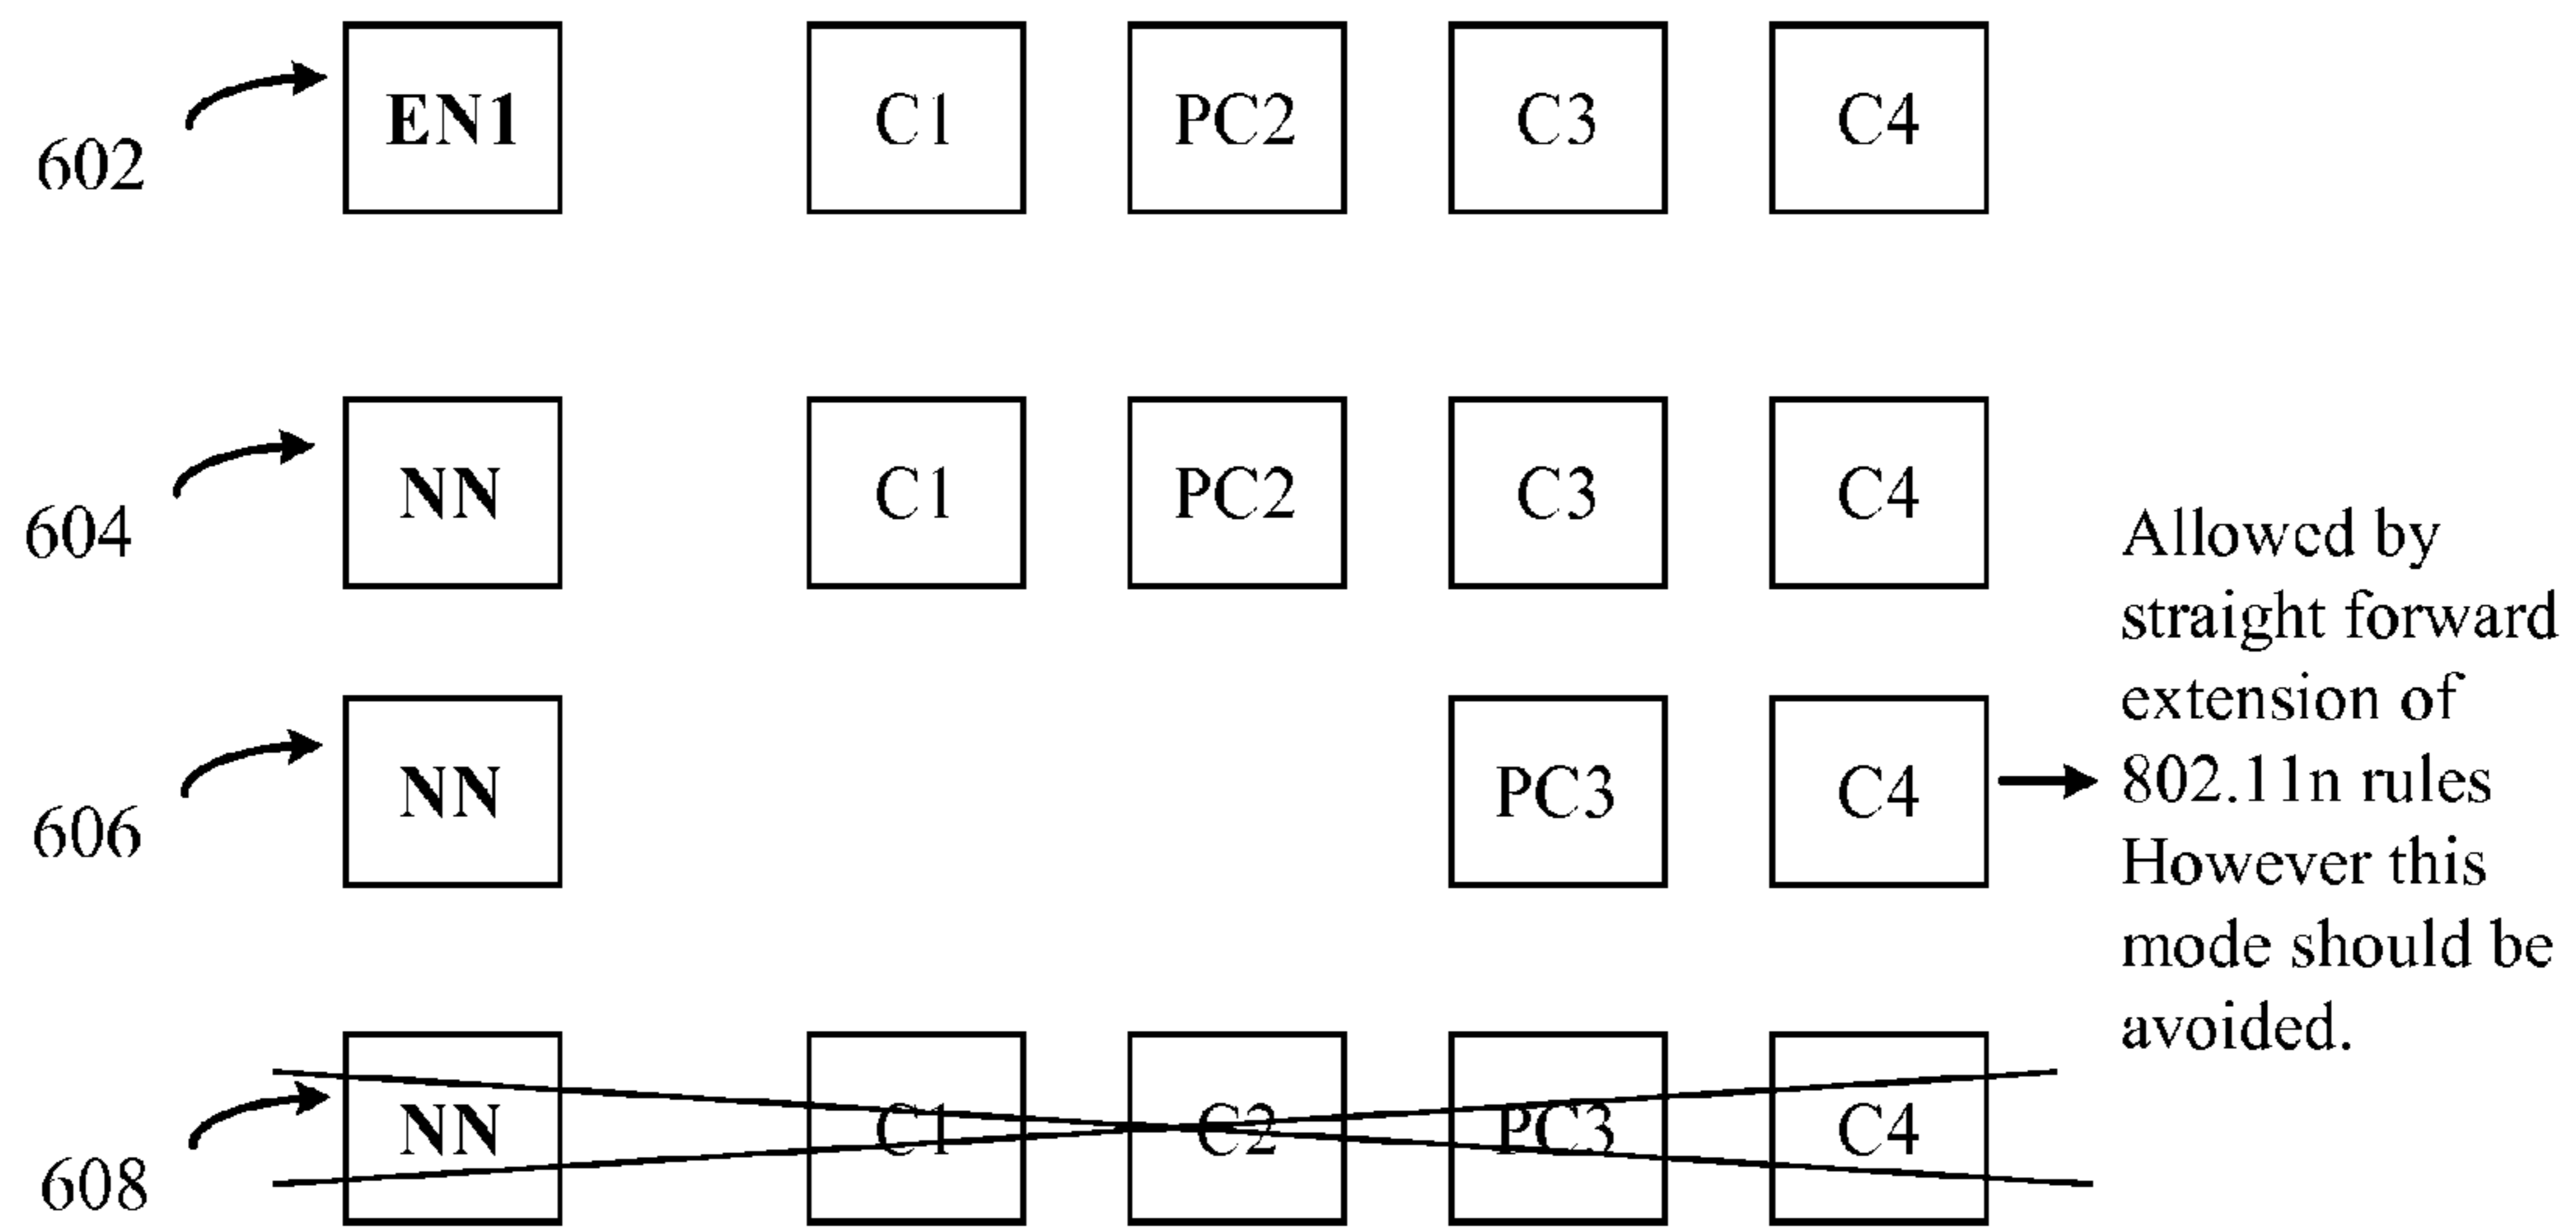 EN1 C1 PC2 C3 C4
602
NN C1 PC2 C3 C4
604
NN PC3 C4
606
Allowed by
straight forward
extension of
802.11n rules
However this
mode should be
avoided.
NN C1 C2 PC3 C4
608